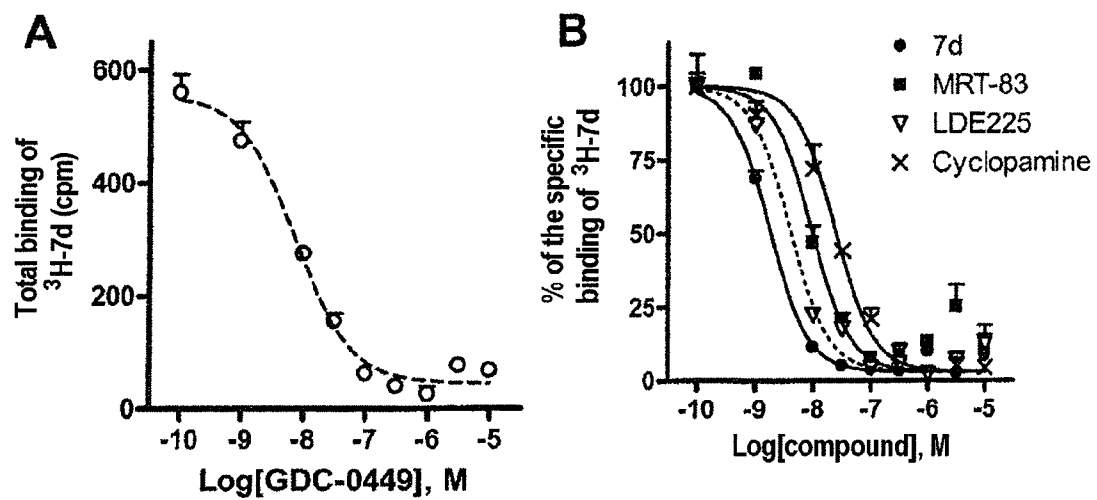 A
Total binding of
³H-7d (cpm)
600
400
200
0
-10 -9 -8 -7 -6 -5
Log[GDC-0449], M
B
% of the specific
binding of ³H-7d
100
75
50
25
0
-10 -9 -8 -7 -6 -5
Log[compound], M
7d
MRT-83
LDE225
Cyclopamine